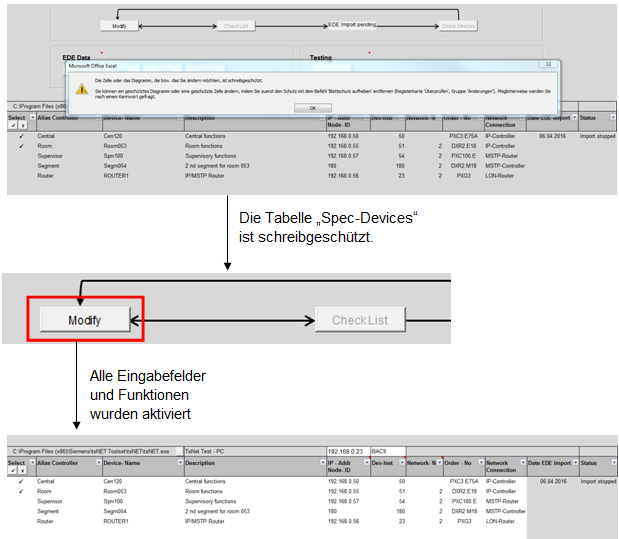 EDE Import pending
Modify CheckList Check Devices
EDE Data Testing
Microsoft Office Excel
Die Zelle oder das Diagramm, die bzw. das Sie ändern möchten, ist schreibgeschützt.
Sie können ein geschütztes Diagramm oder eine geschützte Zelle ändern, indem Sie zuerst den Schutz mit dem Befehl 'Blattschutz aufheben' entfernen (Registerkarte 'Überprüfen', Gruppe 'Änderungen'). Möglicherweise werden Sie
nach einem Kennwort gefragt.
OK
C:\Program Files (x86)
Select Alias Controller Device- Name Description IP - Addr Dev-Inst Network- N Order - No Network Date EDE import Status
Node- ID Connection
Central Cen120 Central functions 192.168.0.50 50 PXC3.E75A IP-Controller 06.04.2016 Import stopped
Room Room053 Room functions 192.168.0.55 51 2 DXR2.E18 IP-Controller
Supervisor Spn100 Supervisory functions 192.168.0.57 54 2 PXC100.E MSTP-Router
Segment Segm054 2 nd segment for room 053 180 180 2 DXR2.M18 MSTP-Controller
Router ROUTER1 IP/MSTP Router 192.168.0.56 23 2 PXG3 LON-Router
Die Tabelle „Spec-Devices“
ist schreibgeschützt.
Modify CheckList
Alle Eingabefelder
und Funktionen
wurden aktiviert
C:\Program Files (x86)\Siemens\tsNET Toolset\tsNET\tsNET.exe ... TsNet Test - PC 192.168.0.23 BAC9
Select Alias Controller Device- Name Description IP - Addr Dev-Inst Network- N Order - No Network Date EDE import Status
Node- ID Connection
Central Cen120 Central functions 192.168.0.50 50 PXC3.E75A IP-Controller 06.04.2016 Import stopped
Room Room053 Room functions 192.168.0.55 51 2 DXR2.E18 IP-Controller
Supervisor Spn100 Supervisory functions 192.168.0.57 54 2 PXC100.E MSTP-Router
Segment Segm054 2 nd segment for room 053 180 180 2 DXR2.M18 MSTP-Controller
Router ROUTER1 IP/MSTP Router 192.168.0.56 23 2 PXG3 LON-Router